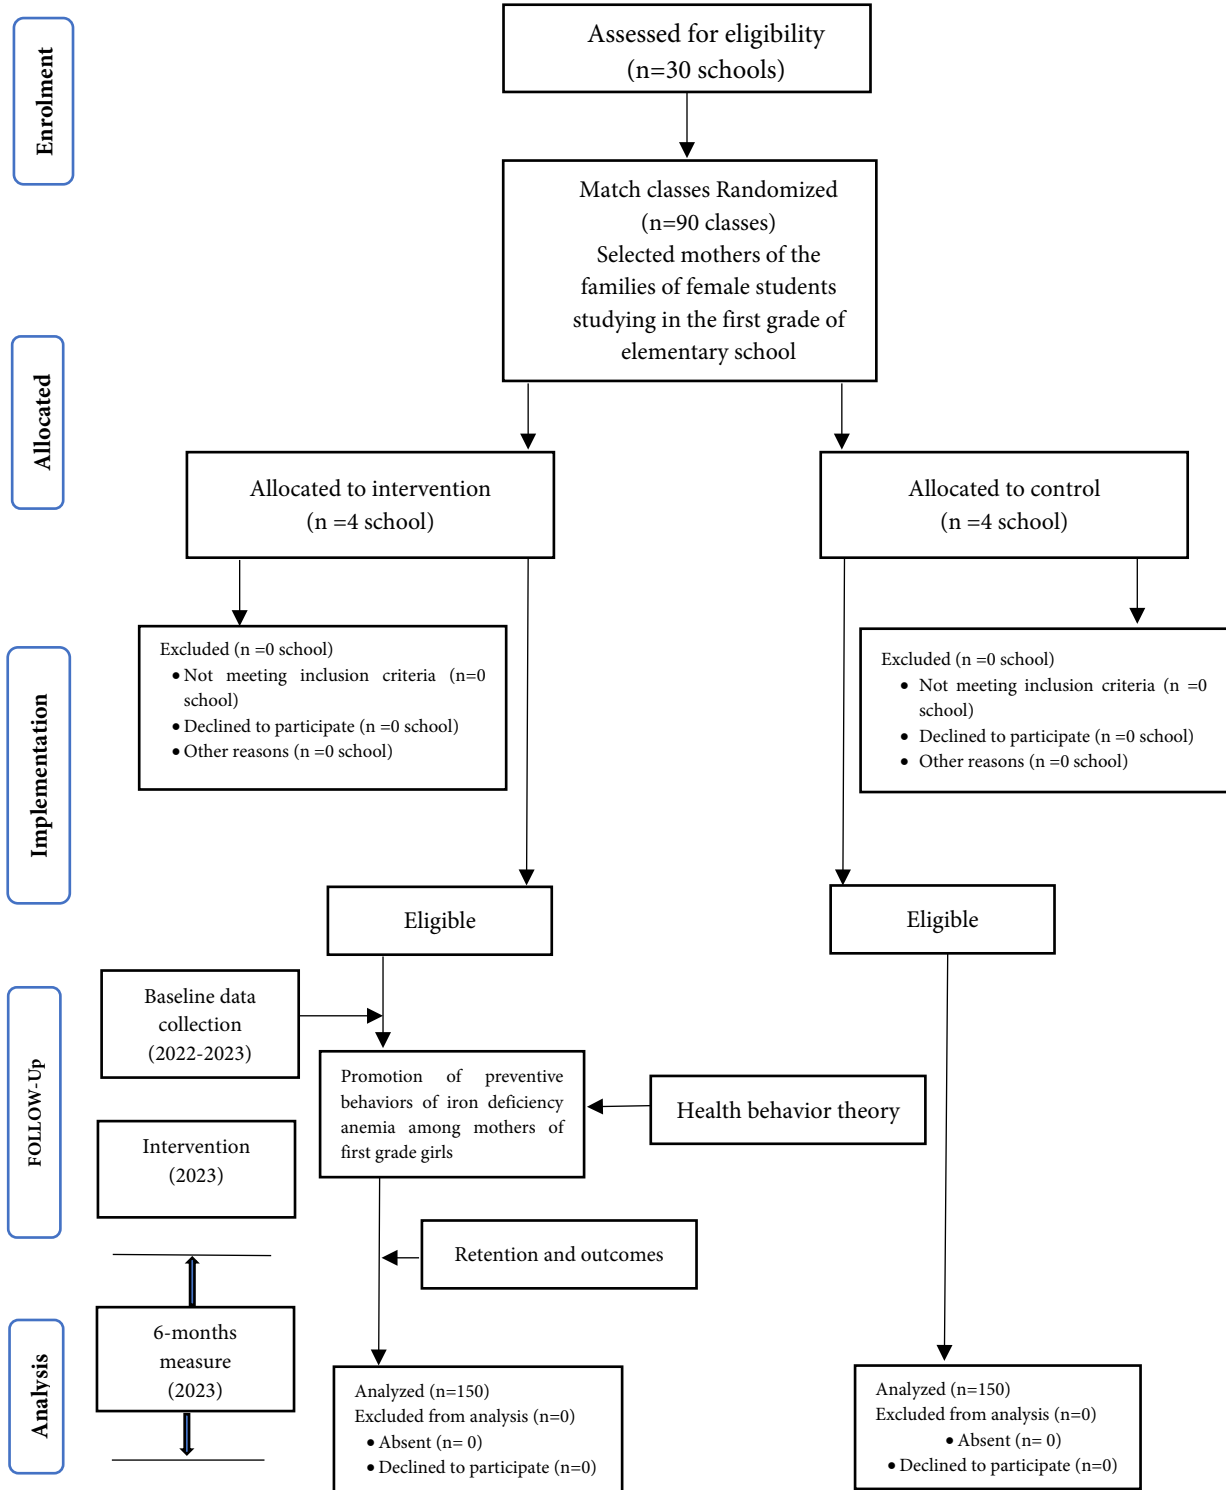 Enrolment
Assessed for eligibility
(n=30 schools)
Match classes Randomized
(n=90 classes)
Selected mothers of the
families of female students
studying in the first grade of
elementary school
Allocated
Allocated to intervention
(n =4 school)
Allocated to control
(n =4 school)
Implementation
Excluded (n =0 school)
• Not meeting inclusion criteria (n=0
school)
• Declined to participate (n =0 school)
• Other reasons (n =0 school)
Excluded (n =0 school)
• Not meeting inclusion criteria (n =0
school)
• Declined to participate (n =0 school)
• Other reasons (n =0 school)
Eligible
Eligible
FOLLOW-Up
Baseline data
collection
(2022-2023)
Promotion of preventive
behaviors of iron deficiency
anemia among mothers of
first grade girls
Health behavior theory
Intervention
(2023)
Retention and outcomes
Analysis
6-months
measure
(2023)
Analyzed (n=150)
Excluded from analysis (n=0)
• Absent (n= 0)
• Declined to participate (n=0)
Analyzed (n=150)
Excluded from analysis (n=0)
• Absent (n= 0)
• Declined to participate (n=0)